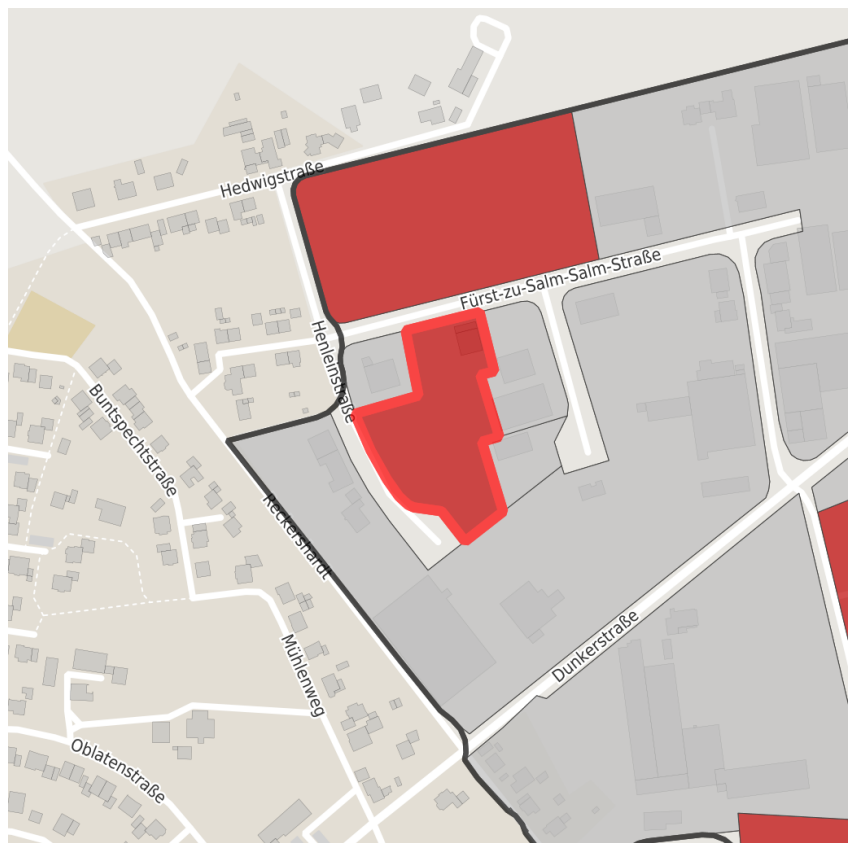 Hedwigstraße
Fürst-zu-Salm-Salm-Straße
Henleinstraße
Buntspechtstraße
Reckershardt
Dunkerstraße
Mühlenweg
Oblatenstraße